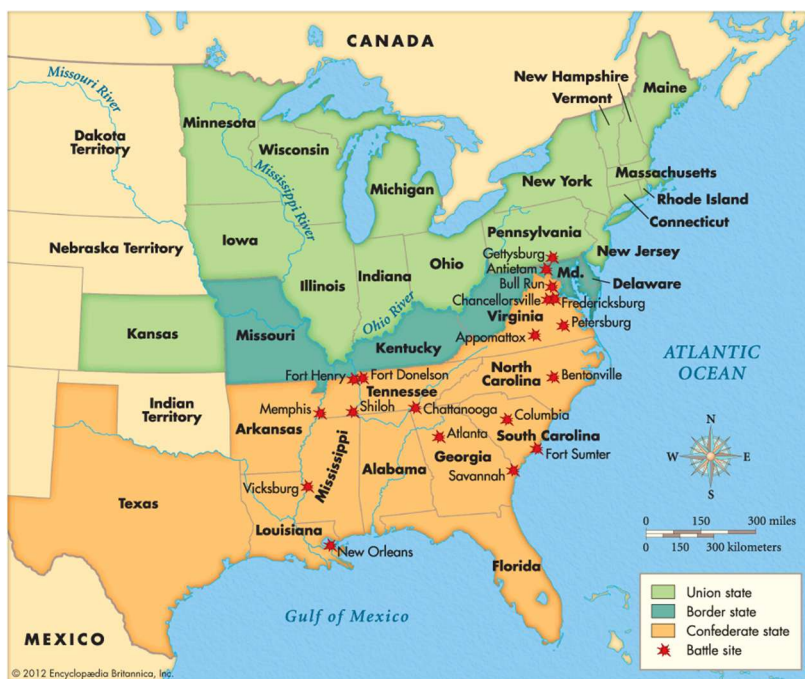 CANADA
Missouri River
New Hampshire
Vermont
Maine
Minnesota
Dakota
Territory
Wisconsin
Mississippi River
Michigan
New York
Massachusetts
Rhode Island
Connecticut
Pennsylvania
Nebraska Territory
Iowa
Gettysburg
New Jersey
Ohio
Antietam
Md.
Illinois
Indiana
Bull Run
Delaware
Chancellorsville
Fredericksburg
Ohio River
Virginia
Kansas
Missouri
Petersburg
Appomattox
Kentucky
ATLANTIC
OCEAN
North
Carolina
Fort Henry
Fort Donelson
Bentonville
Tennessee
Indian
Territory
Memphis
Shiloh
Chattanooga
Columbia
Arkansas
Atlanta
South Carolina
Mississippi
Alabama
Georgia
Fort Sumter
Savannah
Vicksburg
N
W
E
S
Texas
Louisiana
New Orleans
0 150 300 miles
0 150 300 kilometers
Florida
Gulf of Mexico
MEXICO
Union state
Border state
Confederate state
Battle site
© 2012 Encyclopædia Britannica, Inc.